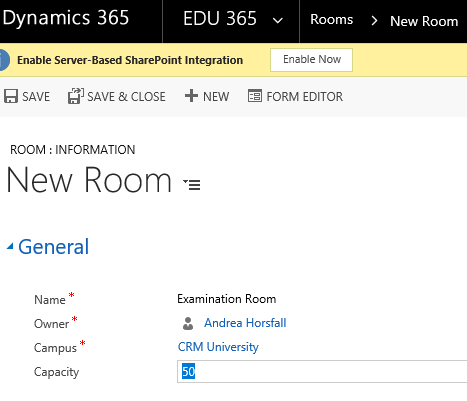 Dynamics 365 EDU 365 Rooms New Room
Enable Server-Based SharePoint Integration Enable Now
SAVE SAVE & CLOSE NEW FORM EDITOR
ROOM : INFORMATION
New Room
General
Name * Examination Room
Owner * Andrea Horsfall
Campus * CRM University
Capacity 50